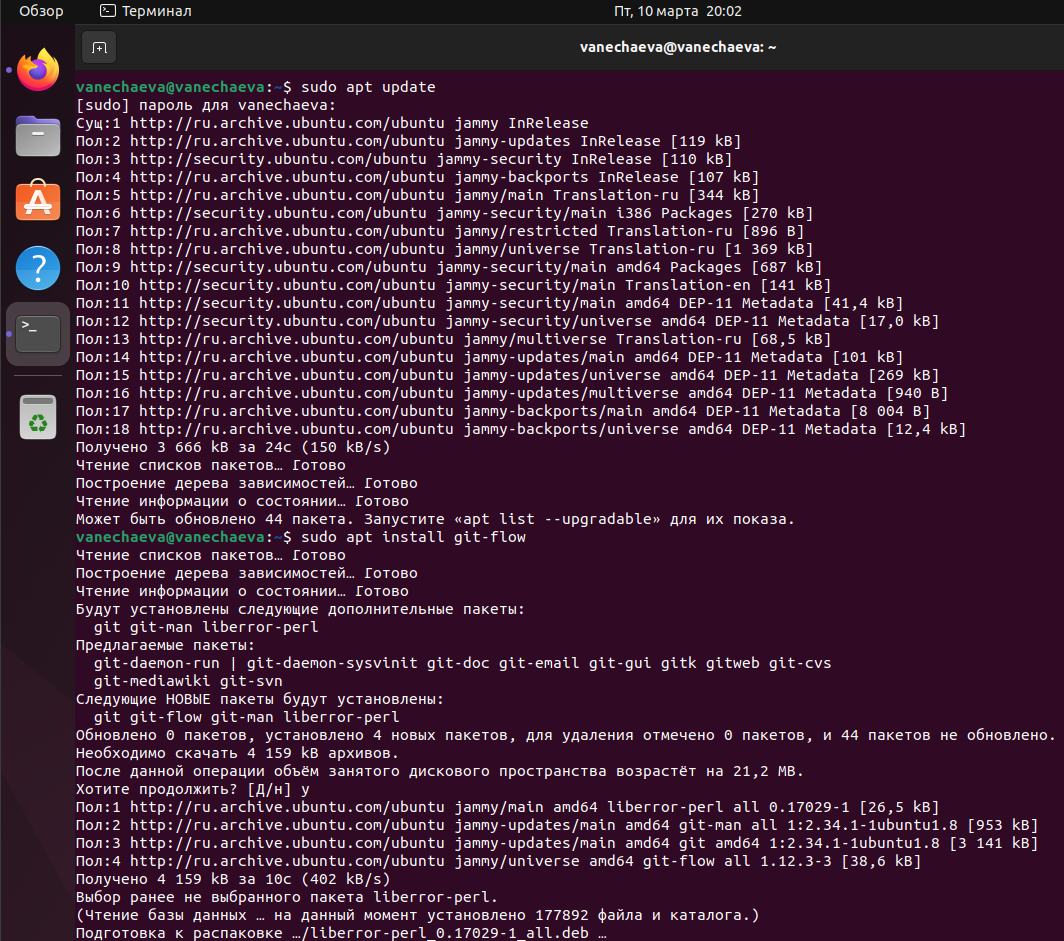 Обзор
Терминал
Пт, 10 марта 20:02
vanechaeva@vanechaeva: ~
vanechaeva@vanechaeva:~$ sudo apt update
[sudo] пароль для vanechaeva:
Сущ:1 http://ru.archive.ubuntu.com/ubuntu jammy InRelease
Пол:2 http://ru.archive.ubuntu.com/ubuntu jammy-updates InRelease [119 kB]
Пол:3 http://security.ubuntu.com/ubuntu jammy-security InRelease [110 kB]
Пол:4 http://ru.archive.ubuntu.com/ubuntu jammy-backports InRelease [107 kB]
Пол:5 http://ru.archive.ubuntu.com/ubuntu jammy/main Translation-ru [344 kB]
Пол:6 http://security.ubuntu.com/ubuntu jammy-security/main i386 Packages [270 kB]
Пол:7 http://ru.archive.ubuntu.com/ubuntu jammy/restricted Translation-ru [896 B]
Пол:8 http://ru.archive.ubuntu.com/ubuntu jammy/universe Translation-ru [1 369 kB]
Пол:9 http://security.ubuntu.com/ubuntu jammy-security/main amd64 Packages [687 kB]
Пол:10 http://security.ubuntu.com/ubuntu jammy-security/main Translation-en [141 kB]
Пол:11 http://security.ubuntu.com/ubuntu jammy-security/main amd64 DEP-11 Metadata [41,4 kB]
Пол:12 http://security.ubuntu.com/ubuntu jammy-security/universe amd64 DEP-11 Metadata [17,0 kB]
Пол:13 http://ru.archive.ubuntu.com/ubuntu jammy/multiverse Translation-ru [68,5 kB]
Пол:14 http://ru.archive.ubuntu.com/ubuntu jammy-updates/main amd64 DEP-11 Metadata [101 kB]
Пол:15 http://ru.archive.ubuntu.com/ubuntu jammy-updates/universe amd64 DEP-11 Metadata [269 kB]
Пол:16 http://ru.archive.ubuntu.com/ubuntu jammy-updates/multiverse amd64 DEP-11 Metadata [940 B]
Пол:17 http://ru.archive.ubuntu.com/ubuntu jammy-backports/main amd64 DEP-11 Metadata [8 004 B]
Пол:18 http://ru.archive.ubuntu.com/ubuntu jammy-backports/universe amd64 DEP-11 Metadata [12,4 kB]
Получено 3 666 kB за 24с (150 kB/s)
Чтение списков пакетов… Готово
Построение дерева зависимостей… Готово
Чтение информации о состоянии… Готово
Может быть обновлено 44 пакета. Запустите «apt list --upgradable» для их показа.
vanechaeva@vanechaeva:~$ sudo apt install git-flow
Чтение списков пакетов… Готово
Построение дерева зависимостей… Готово
Чтение информации о состоянии… Готово
Будут установлены следующие дополнительные пакеты:
git git-man liberror-perl
Предлагаемые пакеты:
git-daemon-run | git-daemon-sysvinit git-doc git-email git-gui gitk gitweb git-cvs
git-mediawiki git-svn
Следующие НОВЫЕ пакеты будут установлены:
git git-flow git-man liberror-perl
Обновлено 0 пакетов, установлено 4 новых пакетов, для удаления отмечено 0 пакетов, и 44 пакетов не обновлено.
Необходимо скачать 4 159 kB архивов.
После данной операции объём занятого дискового пространства возрастёт на 21,2 MB.
Хотите продолжить? [Д/н] y
Пол:1 http://ru.archive.ubuntu.com/ubuntu jammy/main amd64 liberror-perl all 0.17029-1 [26,5 kB]
Пол:2 http://ru.archive.ubuntu.com/ubuntu jammy-updates/main amd64 git-man all 1:2.34.1-1ubuntu1.8 [953 kB]
Пол:3 http://ru.archive.ubuntu.com/ubuntu jammy-updates/main amd64 git amd64 1:2.34.1-1ubuntu1.8 [3 141 kB]
Пол:4 http://ru.archive.ubuntu.com/ubuntu jammy/universe amd64 git-flow all 1.12.3-3 [38,6 kB]
Получено 4 159 kB за 10с (402 kB/s)
Выбор ранее не выбранного пакета liberror-perl.
(Чтение базы данных … на данный момент установлено 177892 файла и каталога.)
Подготовка к распаковке …/liberror-perl_0.17029-1_all.deb …